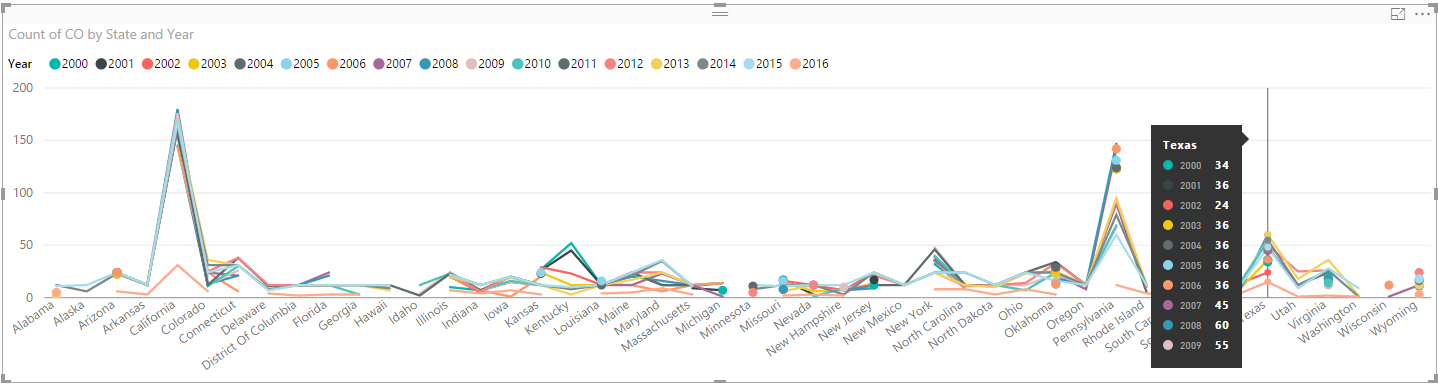 Count of CO by State and Year
Year 2000 2001 2002 2003 2004 2005 2006 2007 2008 2009 2010 2011 2012 2013 2014 2015 2016
200
150
100
50
0
Texas
2000 34
2001 36
2002 24
2003 36
2004 36
2005 36
2006 36
2007 45
2008 60
2009 55
Alabama
Alaska
Arizona
Arkansas
California
Colorado
Connecticut
Delaware
District Of Columbia
Florida
Georgia
Hawaii
Idaho
Illinois
Indiana
Iowa
Kansas
Kentucky
Louisiana
Maine
Maryland
Massachusetts
Michigan
Minnesota
Missouri
Nevada
New Hampshire
New Jersey
New Mexico
New York
North Carolina
North Dakota
Ohio
Oklahoma
Oregon
Pennsylvania
Rhode Island
South Car
Texas
Utah
Virginia
Washington
Wisconsin
Wyoming